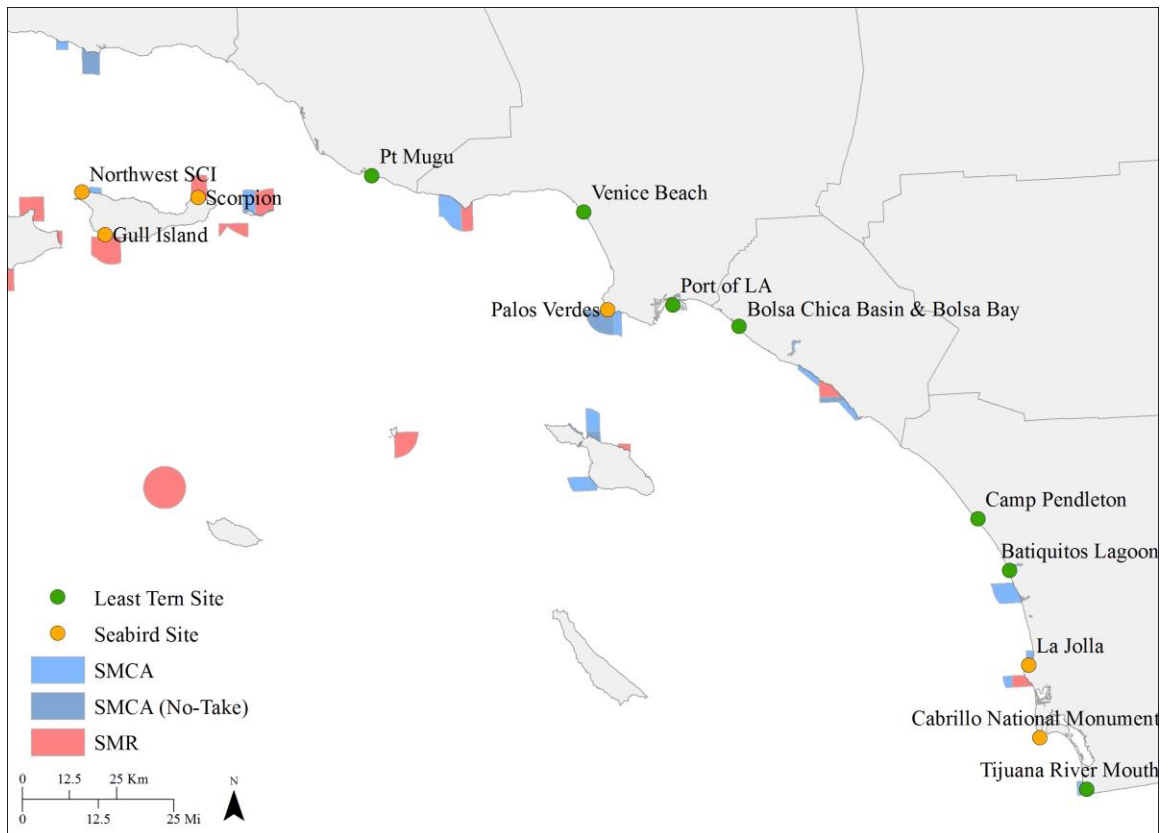 Pt Mugu
Northwest SCI
Scorpion
Venice Beach
Gull Island
Port of LA
Palos Verdes
Bolsa Chica Basin & Bolsa Bay
Camp Pendleton
Batiquitos Lagoon
Least Tern Site
Seabird Site
La Jolla
SMCA
SMCA (No-Take)
Cabrillo National Monument
SMR
Tijuana River Mouth
0 12.5 25 Km
N
0 12.5 25 Mi